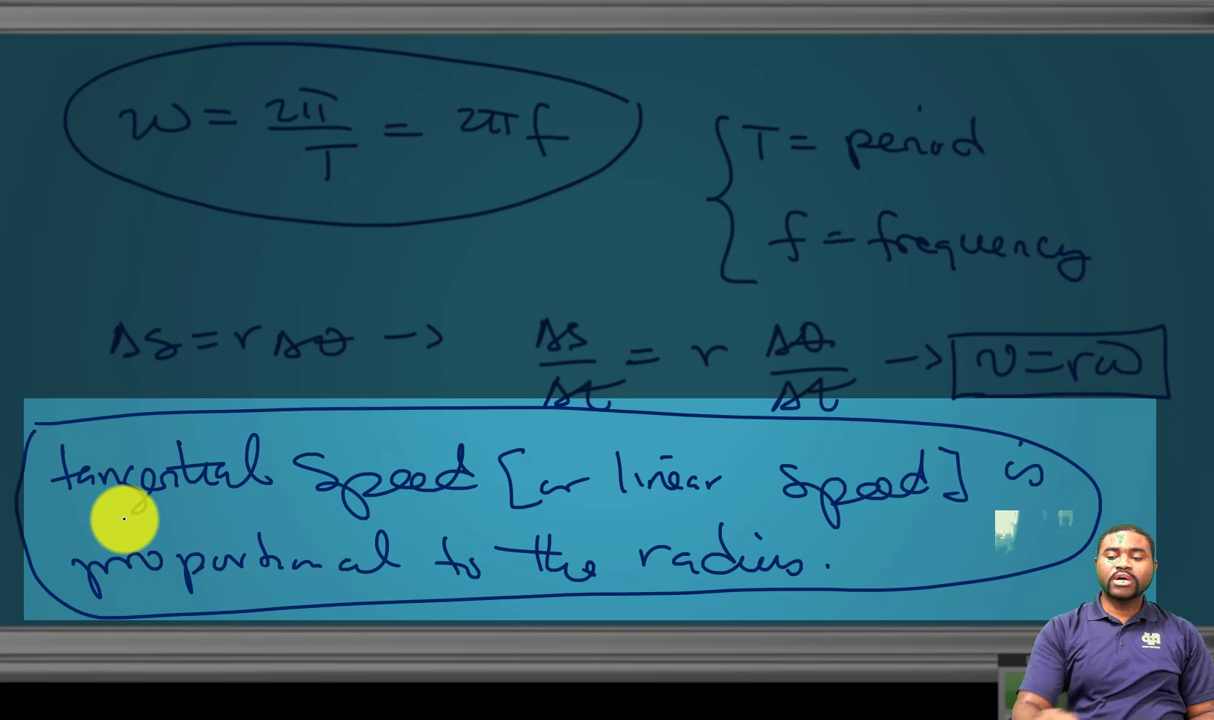 ω = 2π/T = 2πf
{ T = period
f = frequency
Δs = r Δθ -> Δs/Δt = r Δθ/Δt -> v = rω
tangential Speed [or linear speed] is
proportional to the radius.